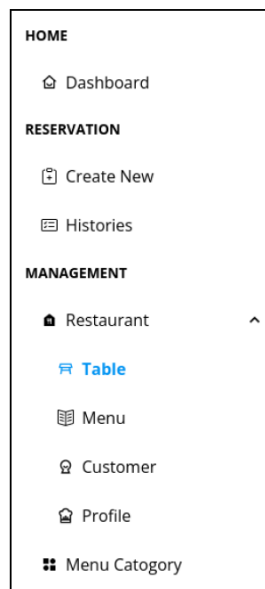 HOME
Dashboard
RESERVATION
Create New
Histories
MANAGEMENT
Restaurant
Table
Menu
Customer
Profile
Menu Catogory